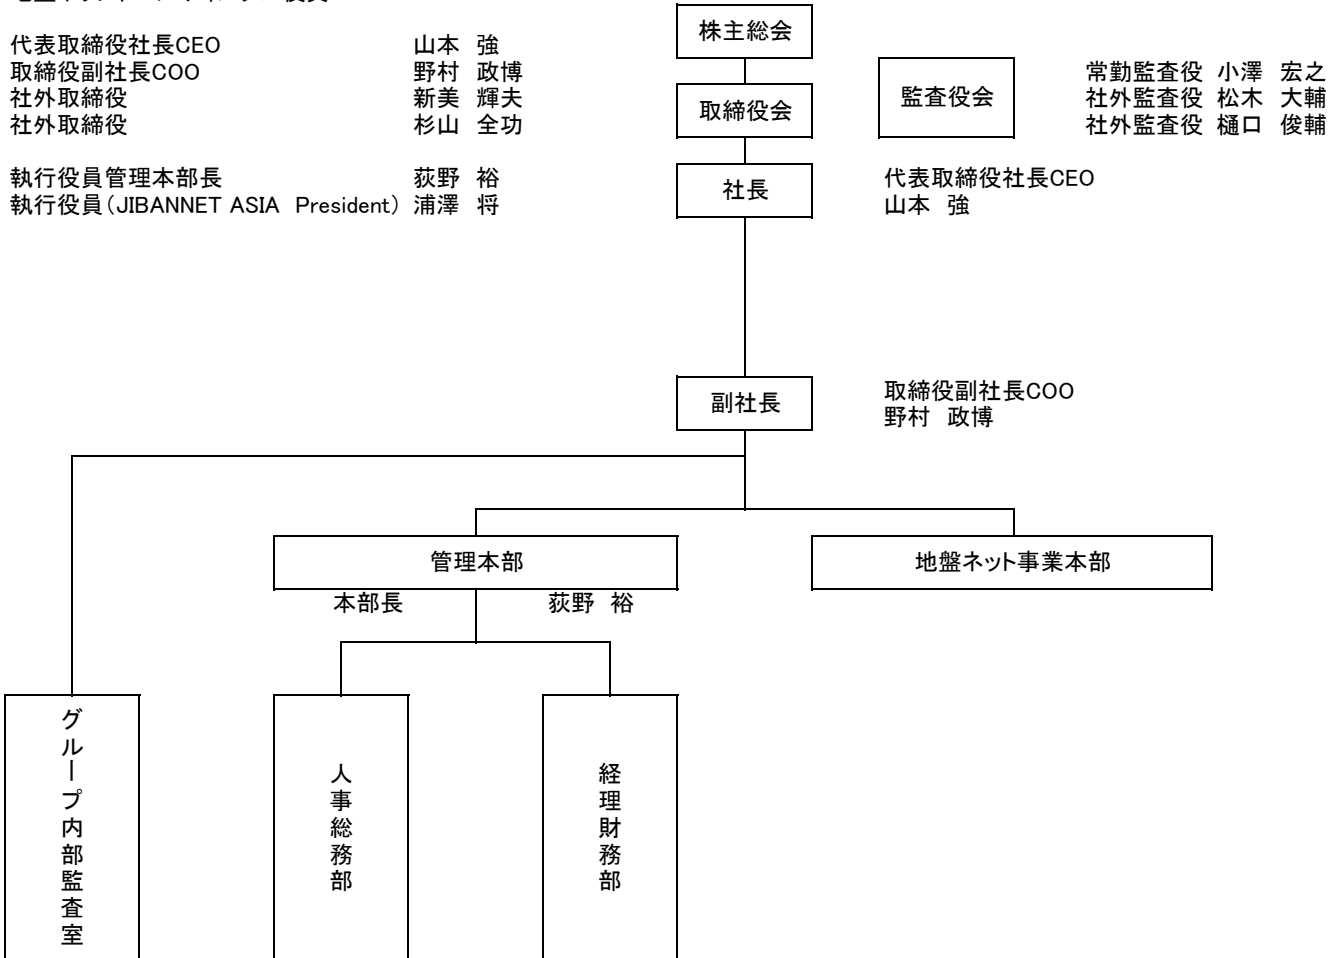 代表取締役社長CEO 山本 強
取締役副社長COO 野村 政博
社外取締役 新美 輝夫
社外取締役 杉山 全功
執行役員管理本部長 荻野 裕
執行役員（JIBANNET ASIA President） 浦澤 将
株主総会
取締役会
監査役会
常勤監査役 小澤 宏之
社外監査役 松木 大輔
社外監査役 樋口 俊輔
社長
代表取締役社長CEO
山本 強
副社長
取締役副社長COO
野村 政博
管理本部
地盤ネット事業本部
本部長 荻野 裕
グループ内部監査室
人事総務部
経理財務部